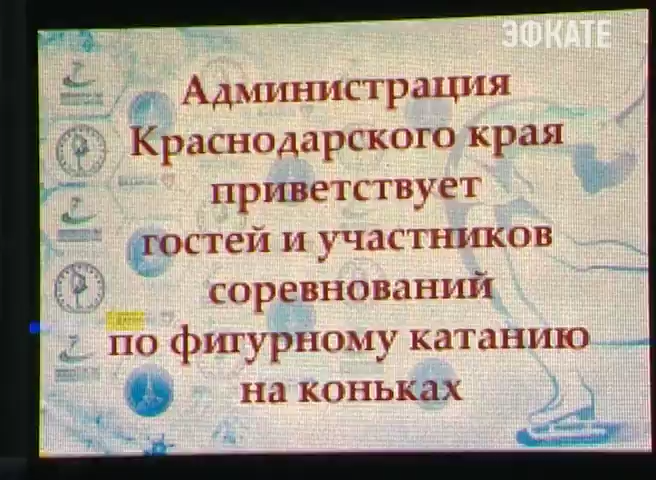 ЭФКАТЕ
Администрация
Краснодарского края
приветствует
гостей и участников
соревнований
по фигурному катанию
на коньках